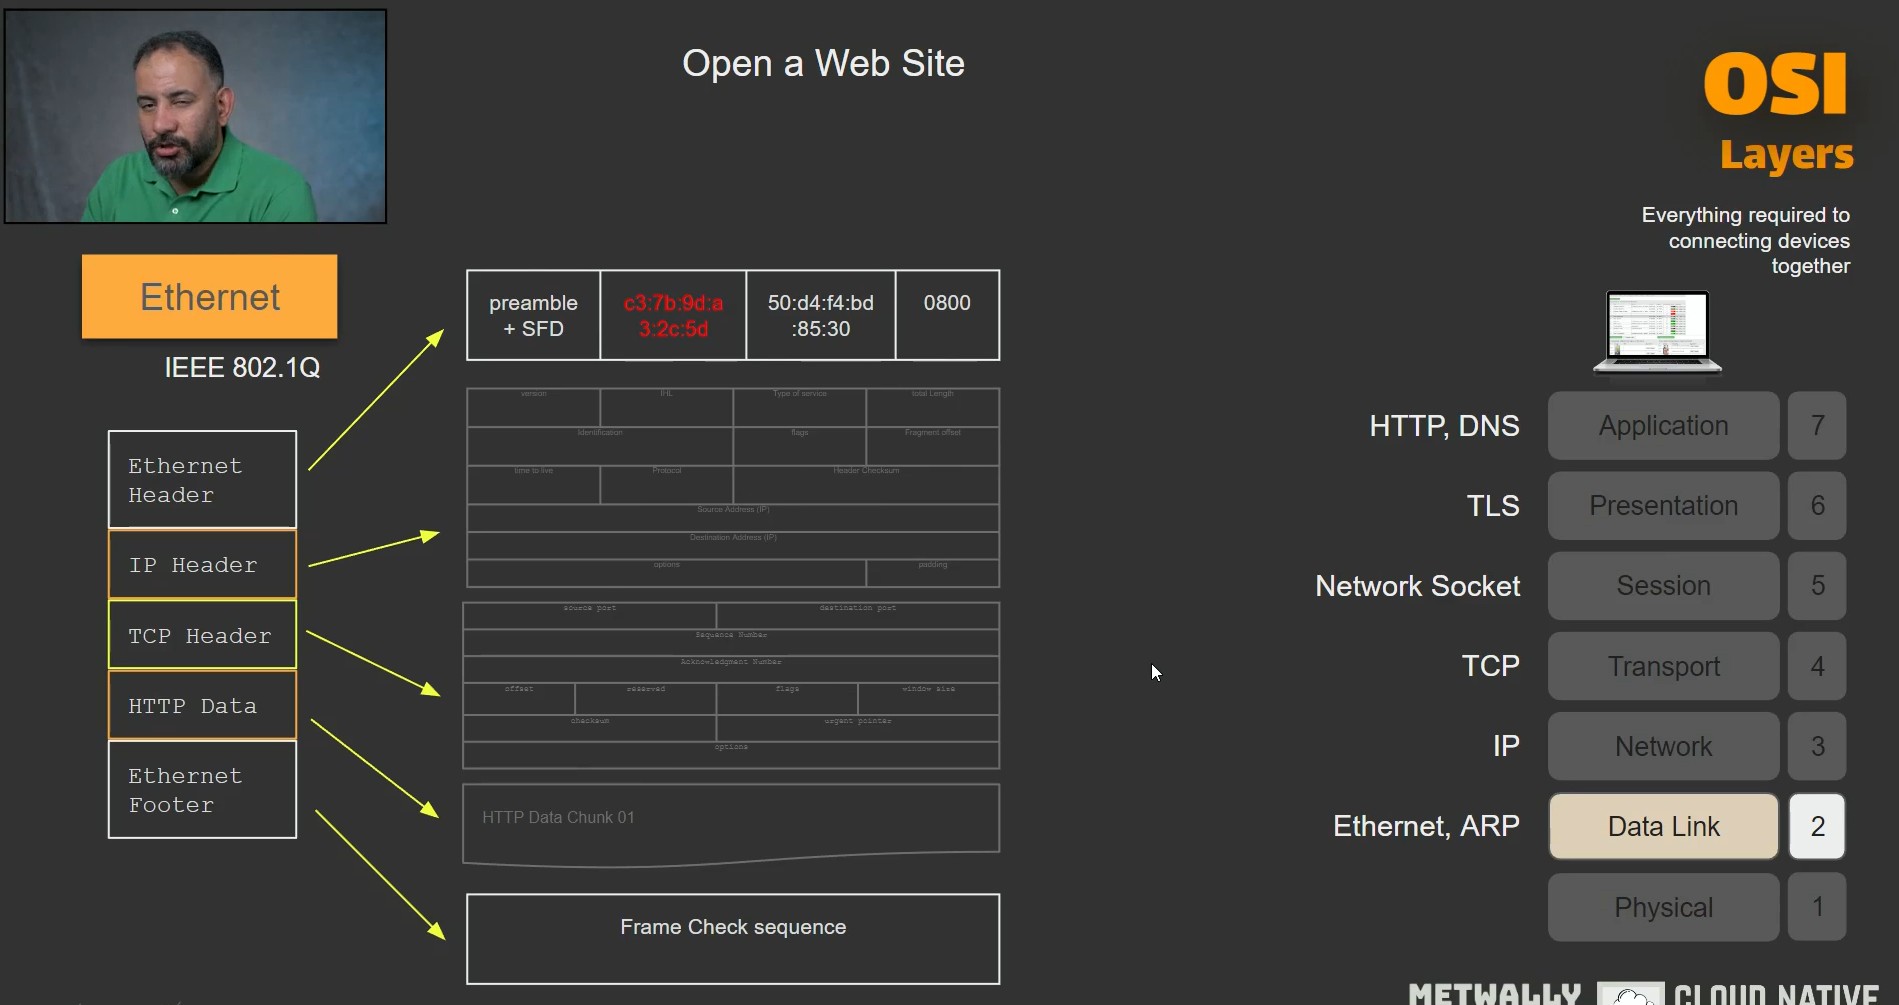 Open a Web Site
OSI
Layers
Everything required to
connecting devices
together
Ethernet
IEEE 802.1Q
Ethernet
Header
IP Header
TCP Header
HTTP Data
Ethernet
Footer
preamble
+ SFD
c3:7b:9d:a
3:2c:5d
50:d4:f4:bd
:85:30
0800
version
IHL
Type of service
total Length
Identification
flags
Fragment offset
time to live
Protocol
Header Checksum
Source Address (IP)
Destination Address (IP)
options
padding
source port
destination port
Sequence Number
Acknowledgment Number
offset
reserved
flags
window size
checksum
urgent pointer
options
HTTP Data Chunk 01
Frame Check sequence
HTTP, DNS Application 7
TLS Presentation 6
Network Socket Session 5
TCP Transport 4
IP Network 3
Ethernet, ARP Data Link 2
Physical 1
METWALLY CLOUD NATIVE